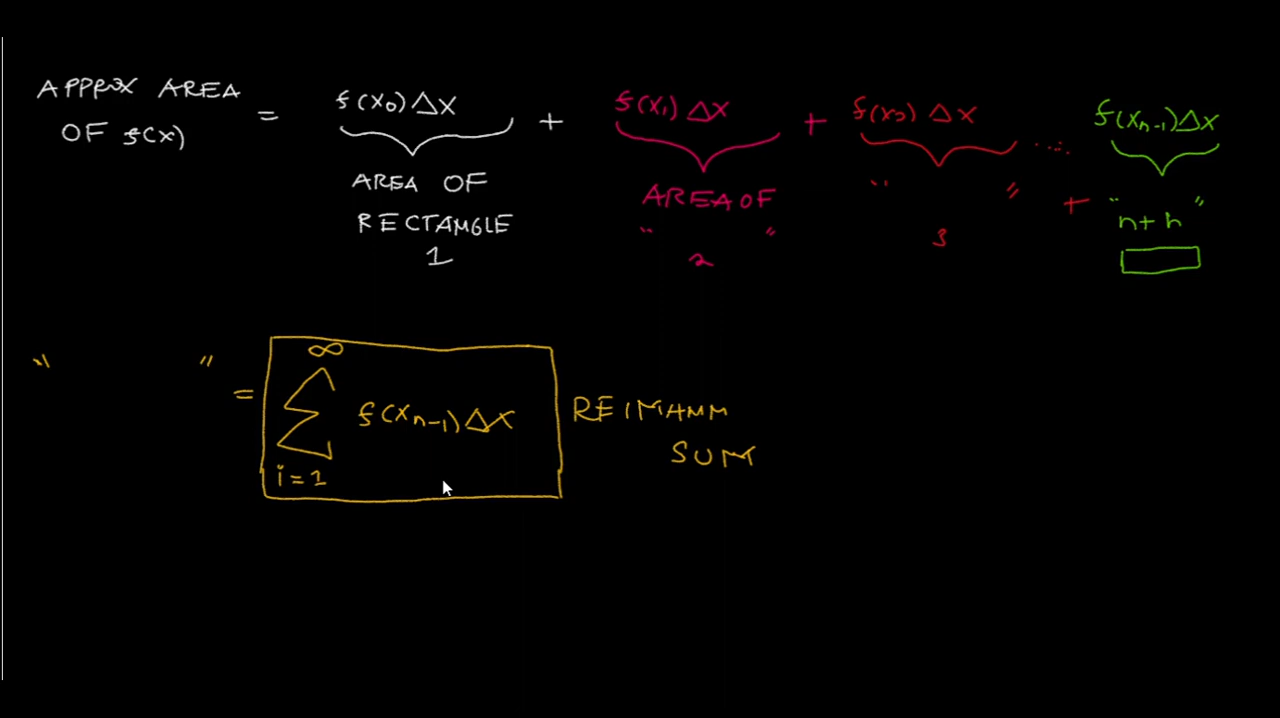 APPROX AREA OF f(x) = f(x₀)Δx + f(x₁)Δx + f(x₂)Δx ..... + f(xₙ₋₁)Δx
AREA OF RECTANGLE 1
AREA OF " " 2
" " 3
" " nth
" " = ∑ f(xₙ₋₁)Δx
∞
i=1
REIMANN SUM